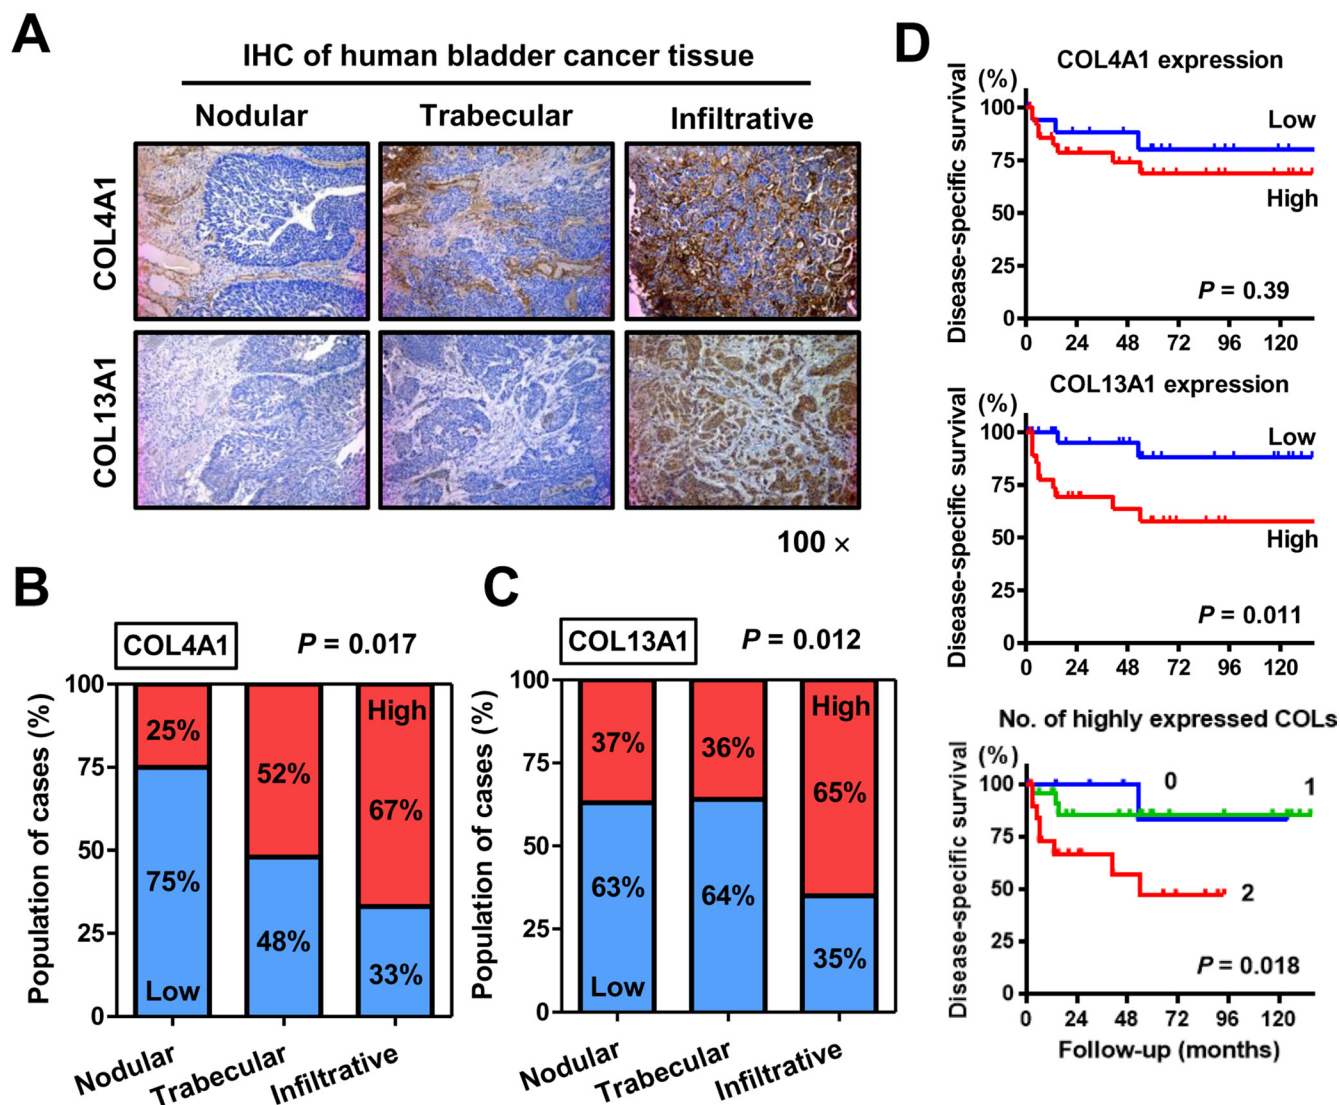 A
IHC of human bladder cancer tissue
Nodular Trabecular Infiltrative
COL4A1
COL13A1
100 ×
B
COL4A1
P = 0.017
Population of cases (%)
100
75
50
25
0
25%
75%
Low
52%
48%
High
67%
33%
Nodular
Trabecular
Infiltrative
C
COL13A1
P = 0.012
Population of cases (%)
100
75
50
25
0
37%
63%
Low
36%
64%
High
65%
35%
Nodular
Trabecular
Infiltrative
D
COL4A1 expression
(%)
Disease-specific survival
100
75
50
25
0
Low
High
P = 0.39
0 24 48 72 96 120
COL13A1 expression
(%)
Disease-specific survival
100
75
50
25
0
Low
High
P = 0.011
0 24 48 72 96 120
No. of highly expressed COLs
(%)
Disease-specific survival
100
75
50
25
0
0
1
2
P = 0.018
0 24 48 72 96 120
Follow-up (months)